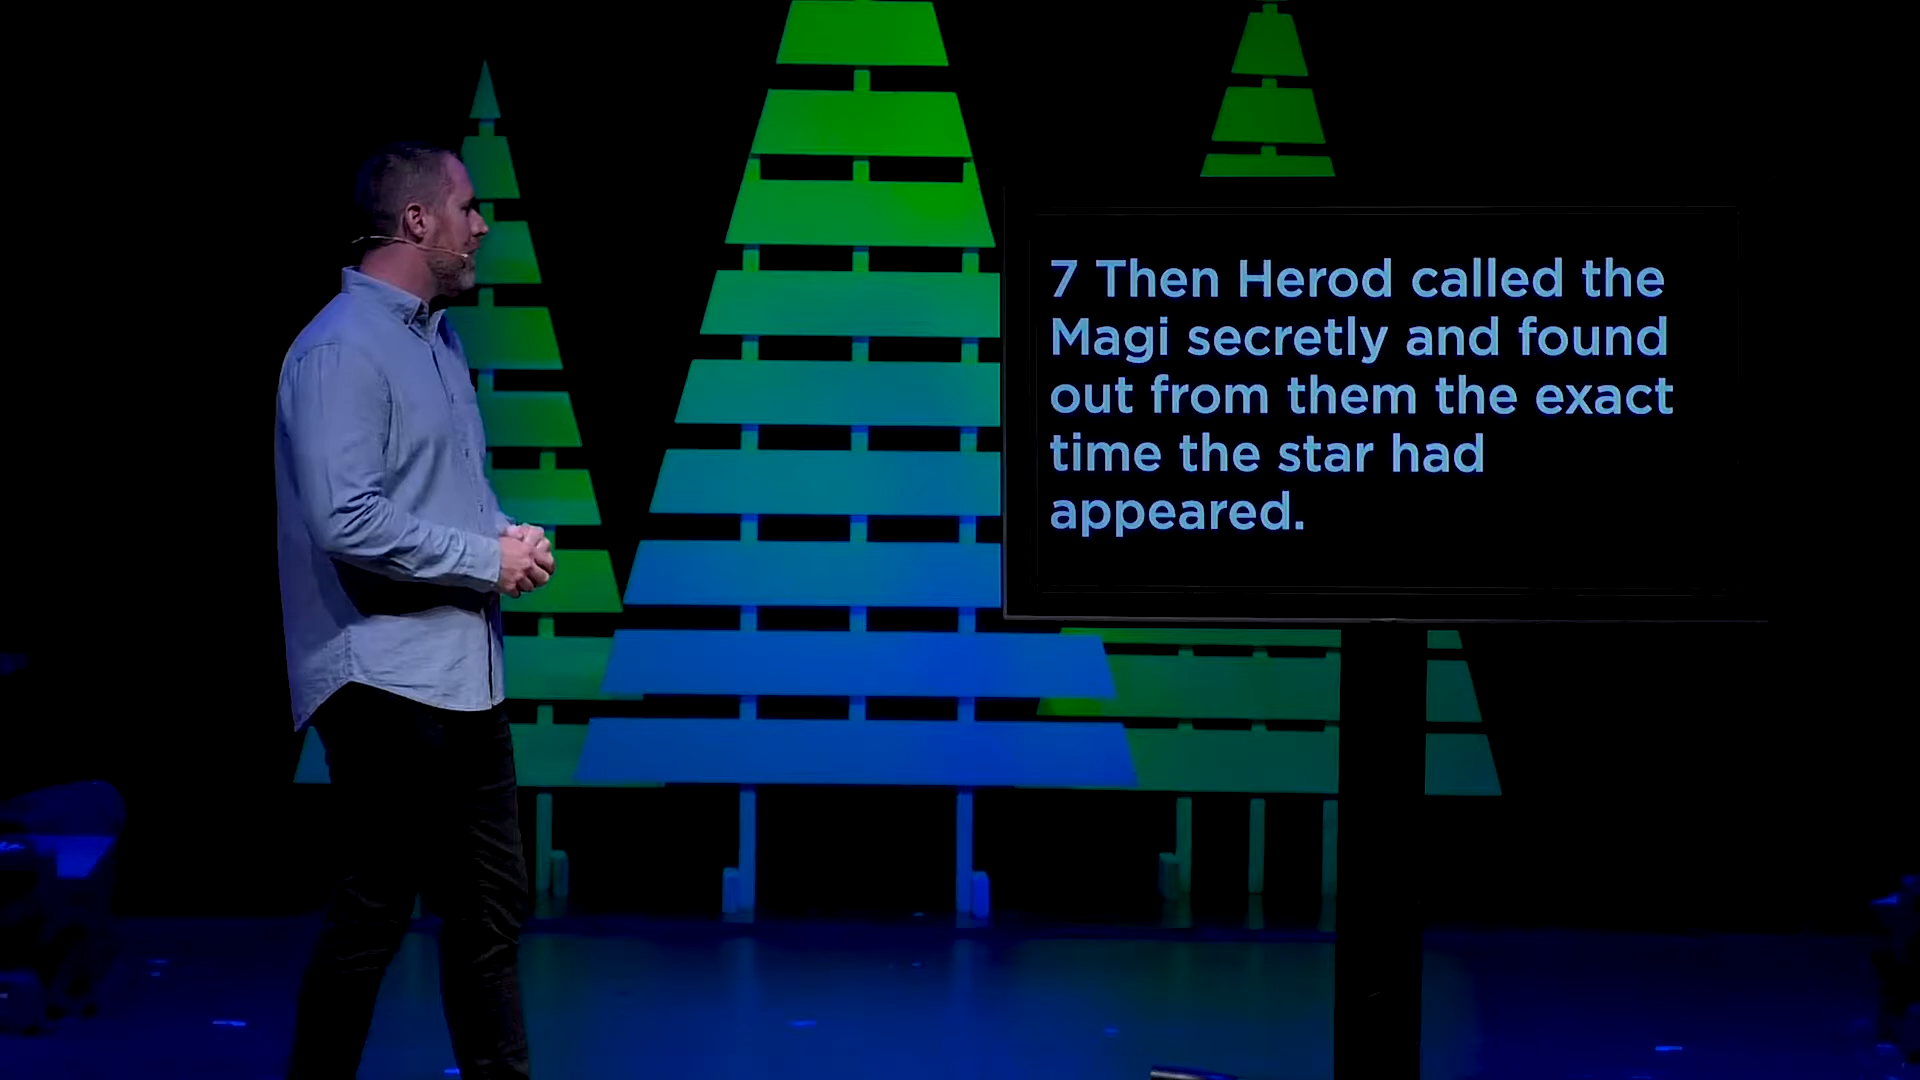 7 Then Herod called the
Magi secretly and found
out from them the exact
time the star had
appeared.